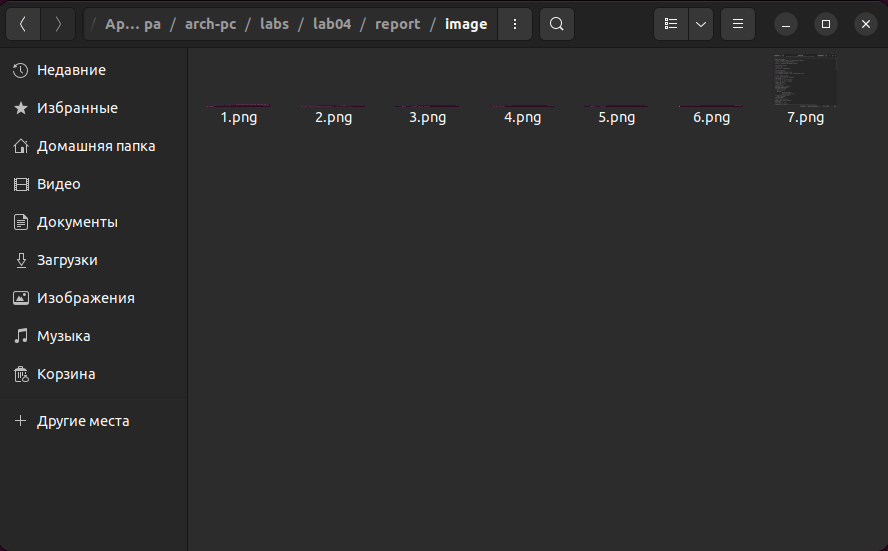 / Ар… ра / arch-pc / labs / lab04 / report / image
Недавние
Избранные
Домашняя папка
Видео
Документы
Загрузки
Изображения
Музыка
Корзина
Другие места
1.png 2.png 3.png 4.png 5.png 6.png 7.png